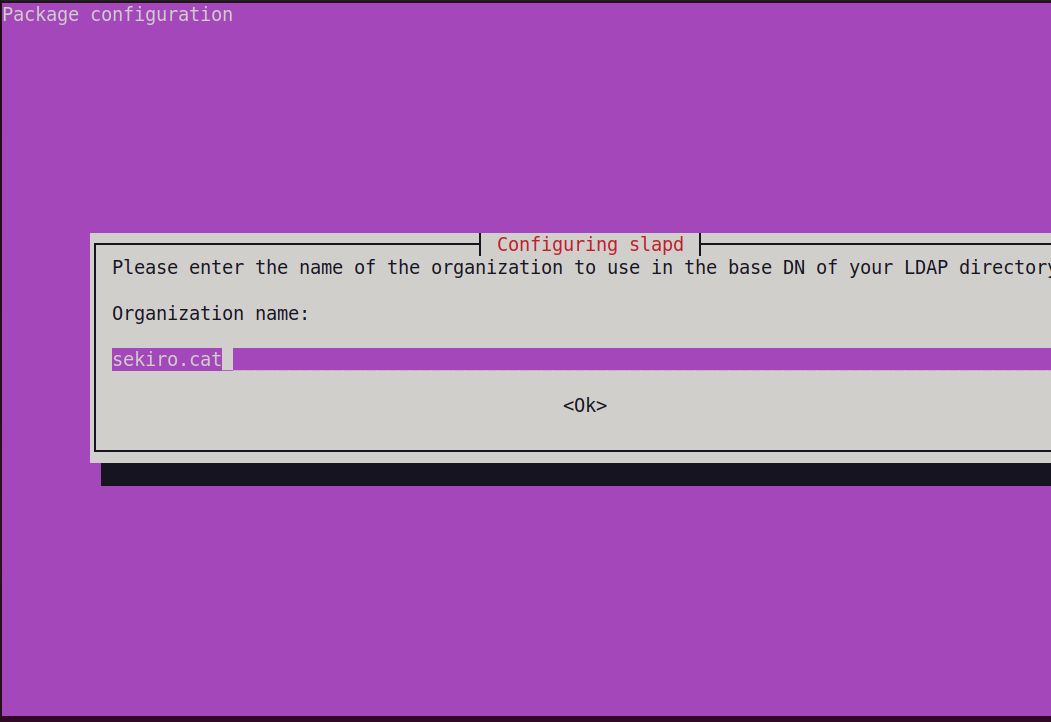 Package configuration
Configuring slapd
Please enter the name of the organization to use in the base DN of your LDAP directory
Organization name:
sekiro.cat
<Ok>